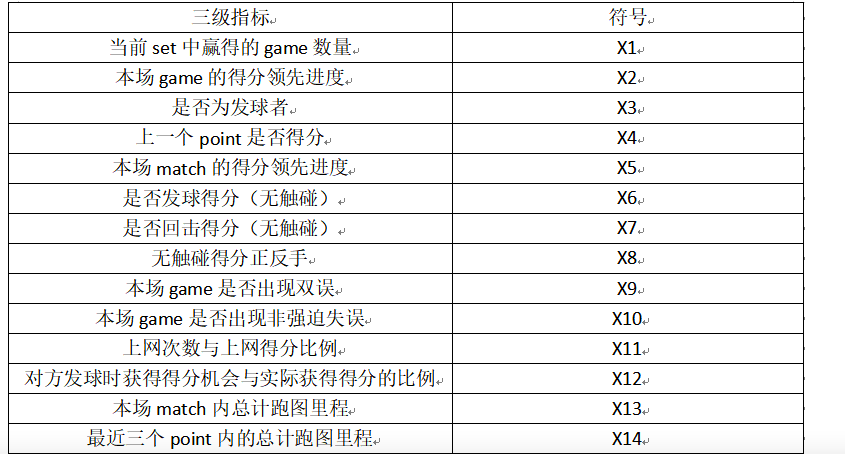 三级指标 符号
当前 set 中赢得的 game 数量 X1
本场 game 的得分领先进度 X2
是否为发球者 X3
上一个 point 是否得分 X4
本场 match 的得分领先进度 X5
是否发球得分（无触碰） X6
是否回击得分（无触碰） X7
无触碰得分正反手 X8
本场 game 是否出现双误 X9
本场 game 是否出现非强迫失误 X10
上网次数与上网得分比例 X11
对方发球时获得得分机会与实际获得得分的比例 X12
本场 match 内总计跑图里程 X13
最近三个 point 内的总计跑图里程 X14